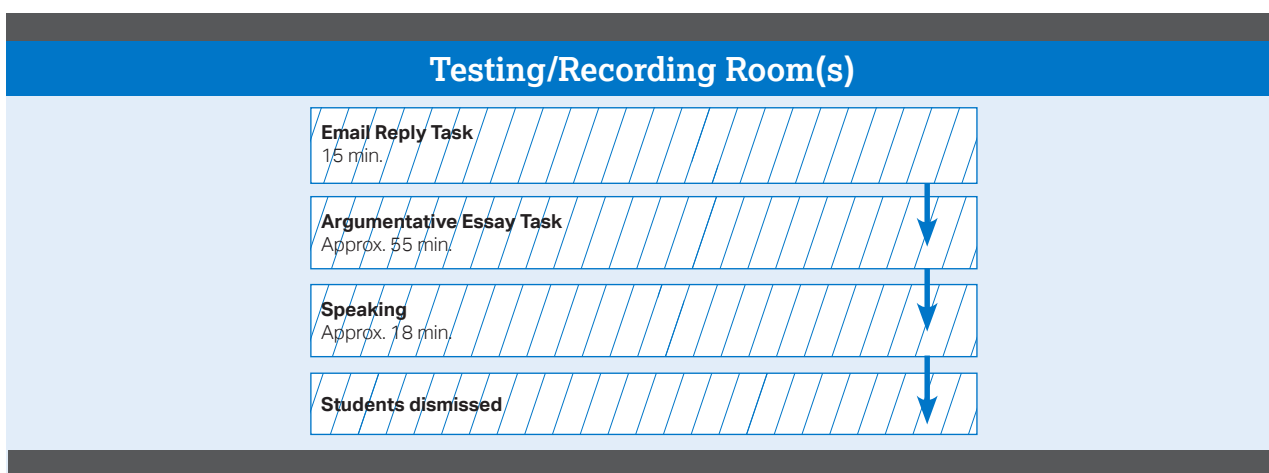 Testing/Recording Room(s)
Email Reply Task
15 min.
Argumentative Essay Task
Approx. 55 min.
Speaking
Approx. 18 min.
Students dismissed